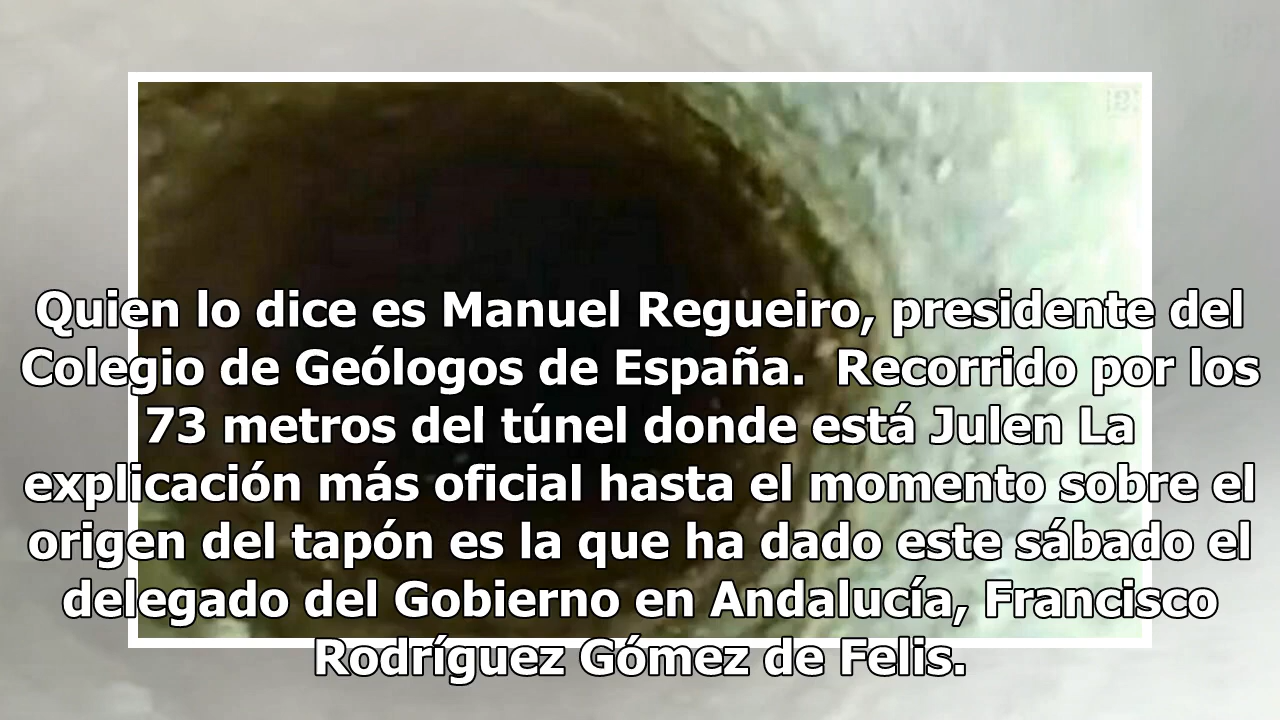 Quien lo dice es Manuel Regueiro, presidente del
Colegio de Geólogos de España.  Recorrido por los
73 metros del túnel donde está Julen La
explicación más oficial hasta el momento sobre el
origen del tapón es la que ha dado este sábado el
delegado del Gobierno en Andalucía, Francisco
Rodríguez Gómez de Felis.